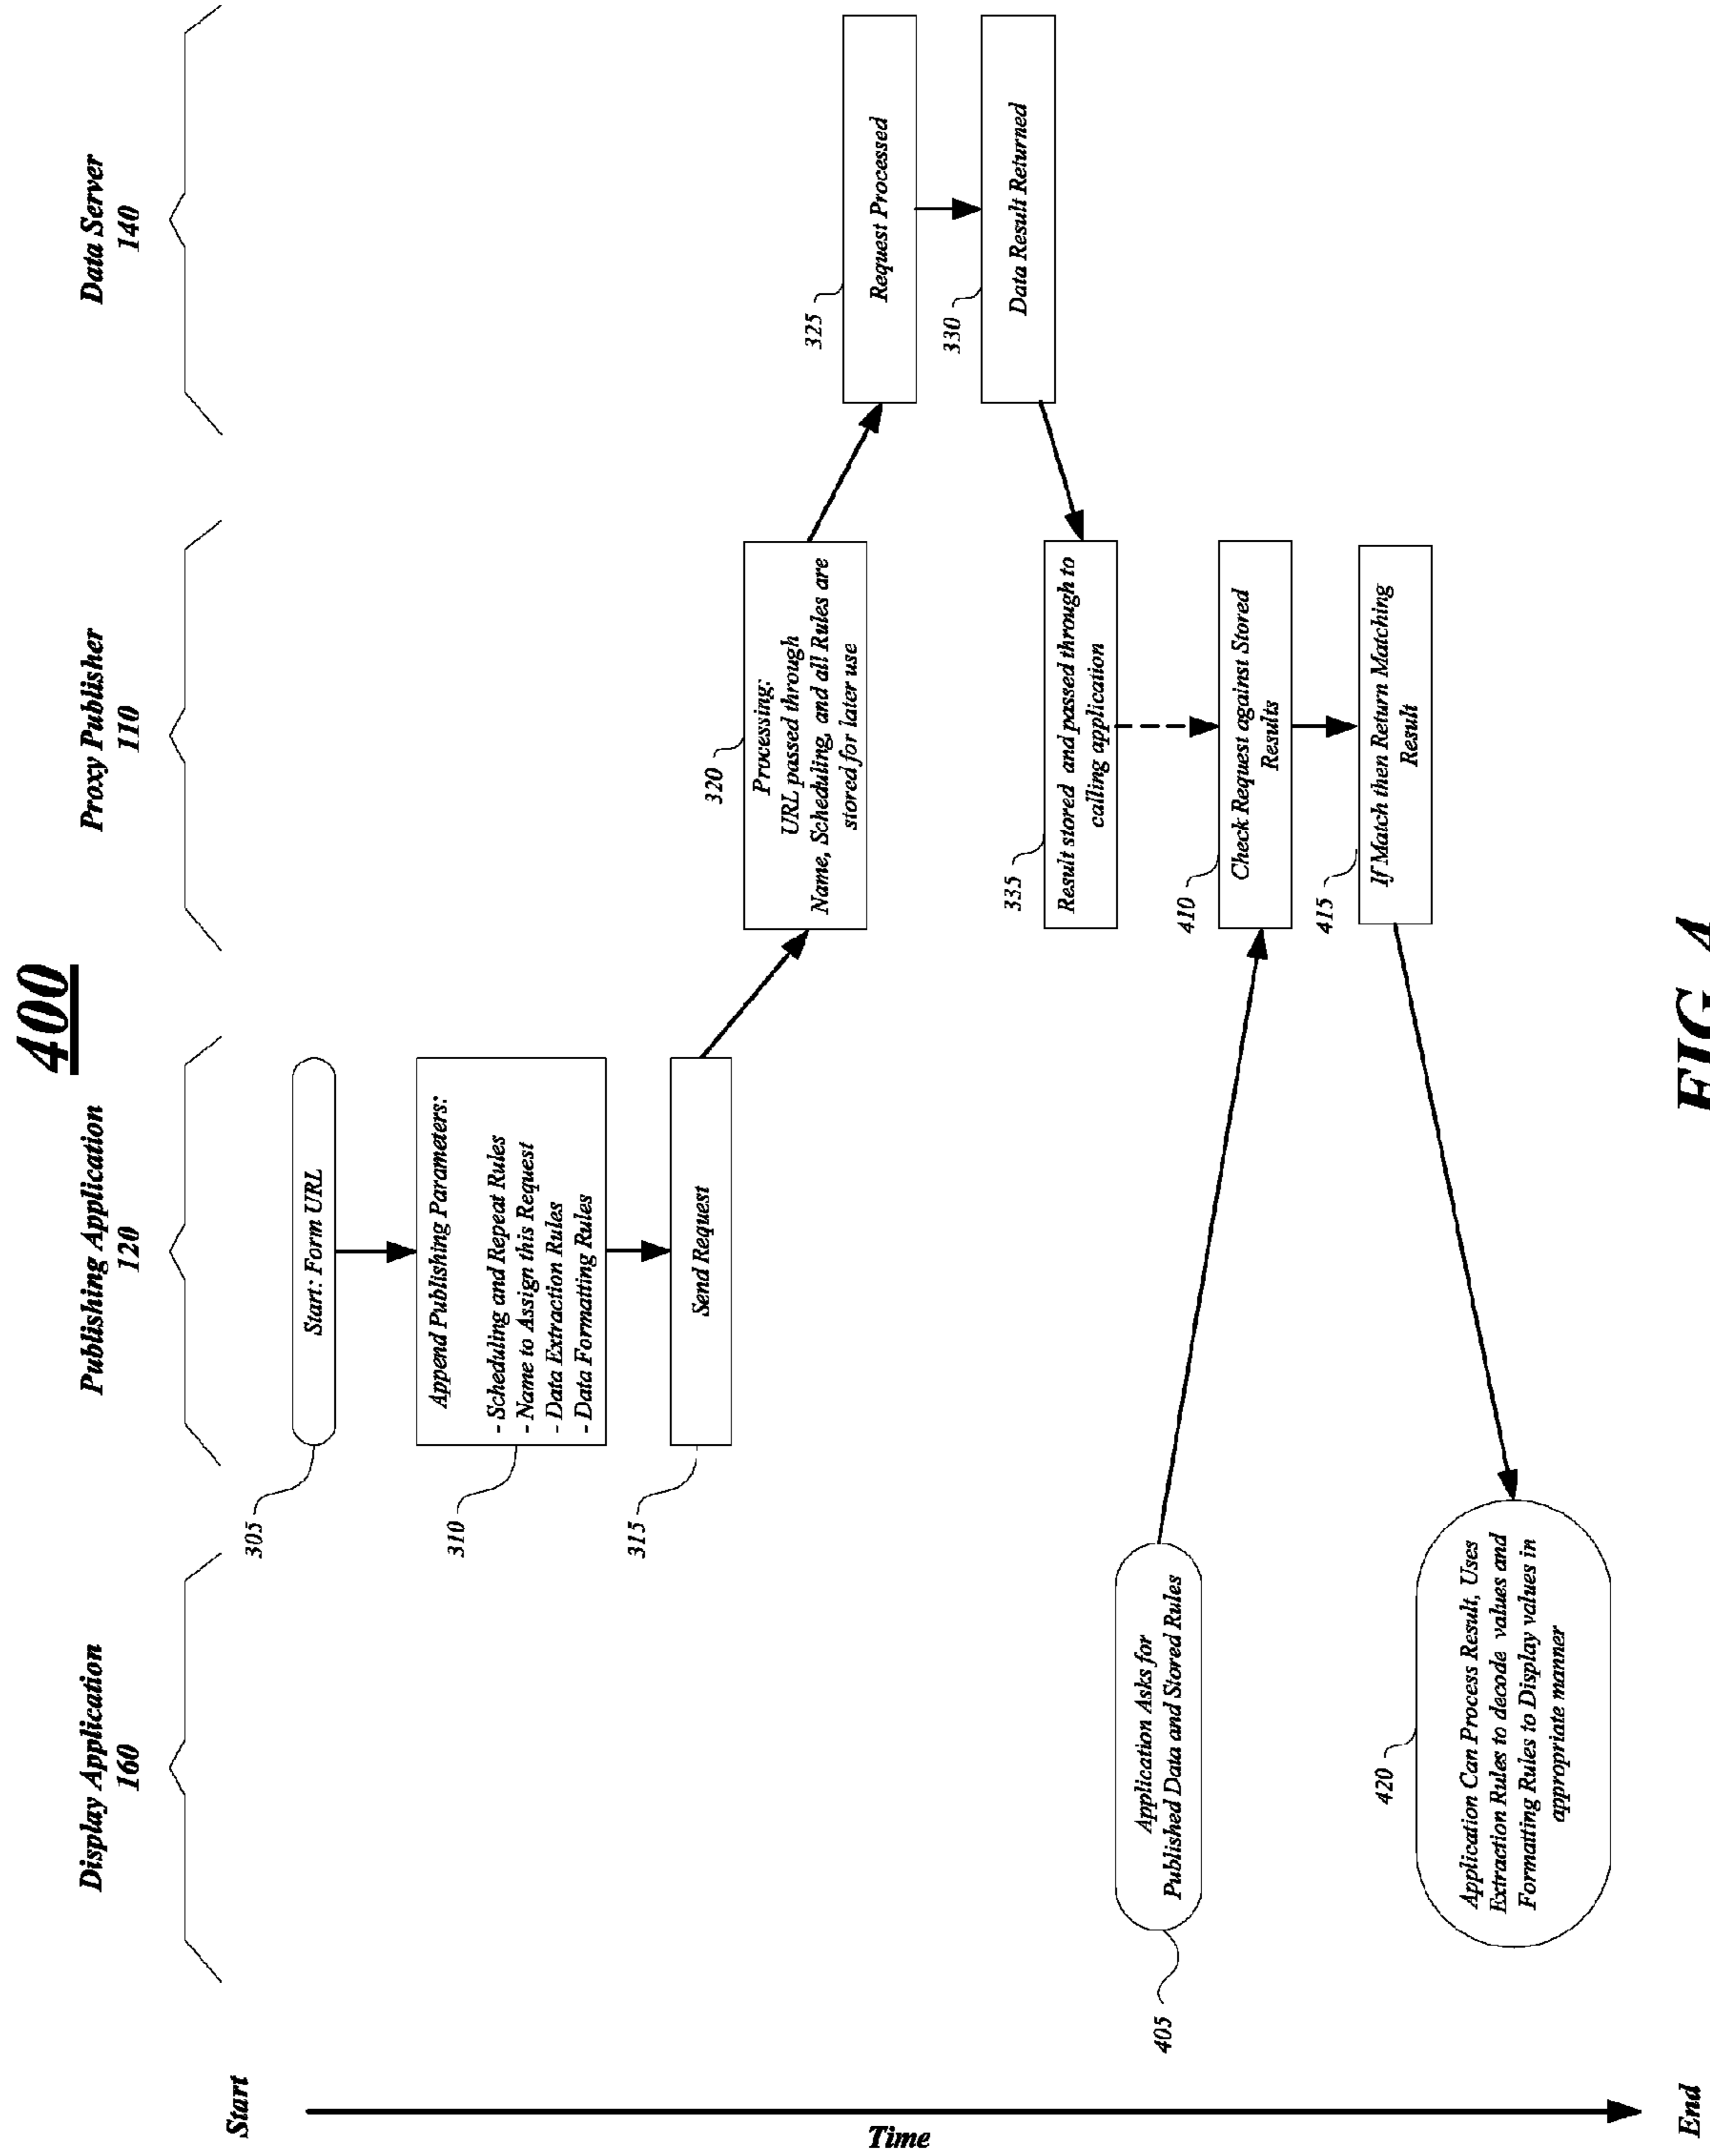 400
Display Application
160
Publishing Application
120
Proxy Publisher
110
Data Server
140
Start
305
Start: Form URL
310
Append Publishing Parameters:
- Scheduling and Repeat Rules
- Name to Assign this Request
- Data Extraction Rules
- Data Formatting Rules
315
Send Request
320
Processing:
URL passed through
Name, Scheduling, and all Rules are
stored for later use
325
Request Processed
330
Data Result Returned
335
Result stored and passed through to
calling application
405
Application Asks for
Published Data and Stored Rules
410
Check Request against Stored
Results
415
If Match then Return Matching
Result
420
Application Can Process Result, Uses
Extraction Rules to decode values and
Formatting Rules to Display values in
appropriate manner
Time
End
FIG. 4